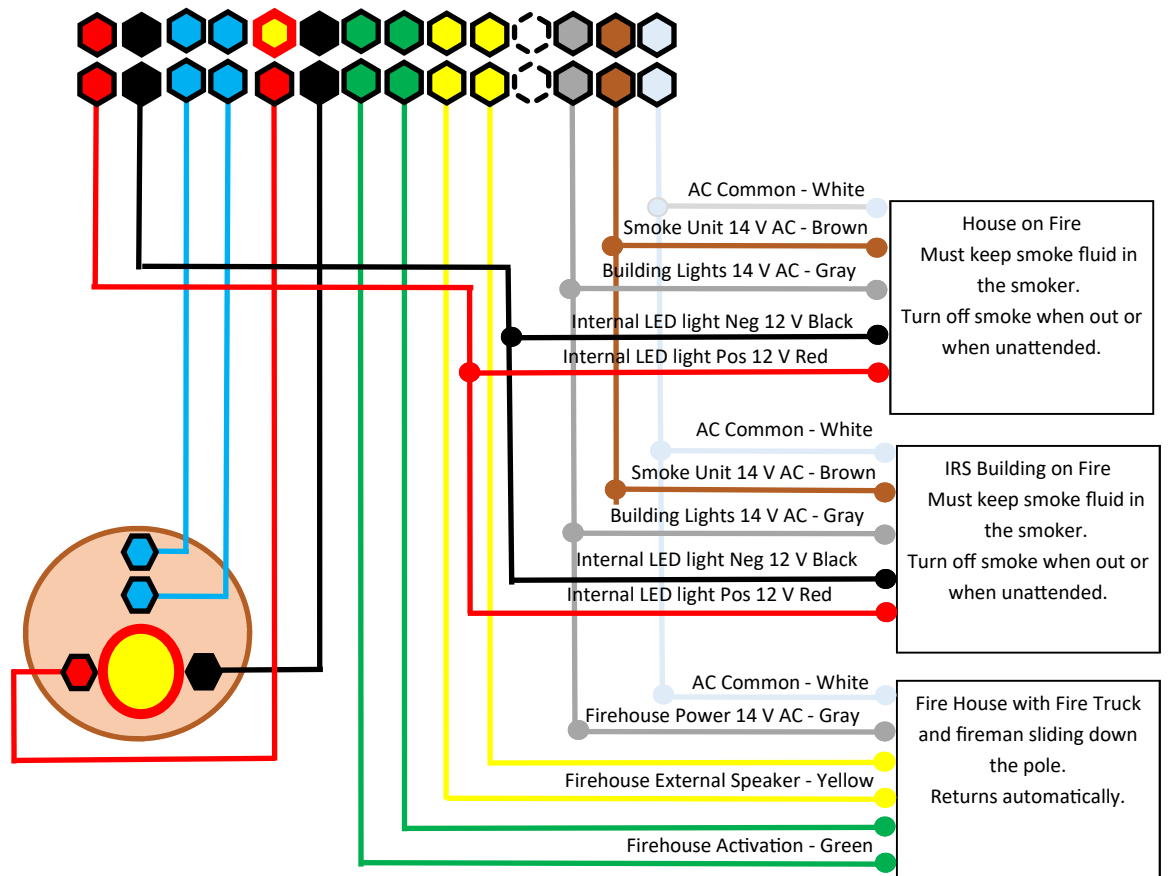 AC Common - White
Smoke Unit 14 V AC - Brown
Building Lights 14 V AC - Gray
Internal LED light Neg 12 V Black
Internal LED light Pos 12 V Red
House on Fire
Must keep smoke fluid in
the smoker.
Turn off smoke when out or
when unattended.
AC Common - White
Smoke Unit 14 V AC - Brown
Building Lights 14 V AC - Gray
Internal LED light Neg 12 V Black
Internal LED light Pos 12 V Red
IRS Building on Fire
Must keep smoke fluid in
the smoker.
Turn off smoke when out or
when unattended.
AC Common - White
Firehouse Power 14 V AC - Gray
Firehouse External Speaker - Yellow
Firehouse Activation - Green
Fire House with Fire Truck
and fireman sliding down
the pole.
Returns automatically.